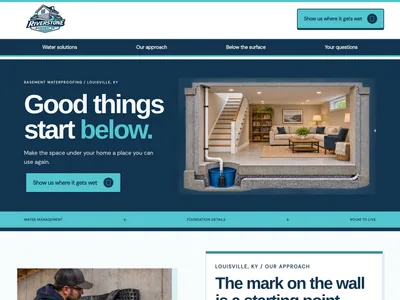 RIVERSTONE
Show us where it gets wet
Water solutions
Our approach
Below the surface
Your questions
BASEMENT WATERPROOFING / LOUISVILLE, KY
Good things
start below.
Make the space under your home a place you can
use again.
Show us where it gets wet
WATER MANAGEMENT
FOUNDATION DETAILS
ROOM TO LIVE
LOUISVILLE, KY / OUR APPROACH
The mark on the wall
is a starting point